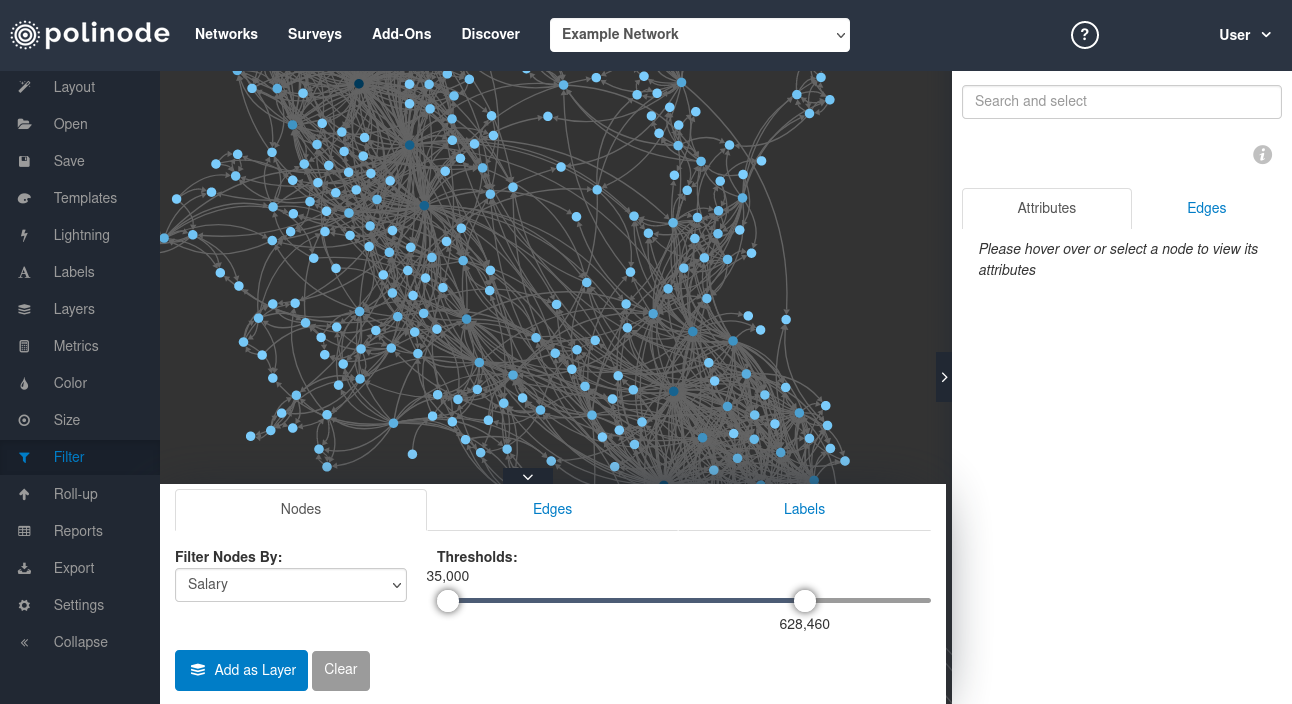 polinode
Networks
Surveys
Add-Ons
Discover
Example Network
?
User
Layout
Open
Save
Templates
Lightning
Labels
Layers
Metrics
Color
Size
Filter
Roll-up
Reports
Export
Settings
Collapse
Search and select
Attributes
Edges
Please hover over or select a node to view its
attributes
Nodes
Edges
Labels
Filter Nodes By:
Salary
Thresholds:
35,000
628,460
Add as Layer
Clear